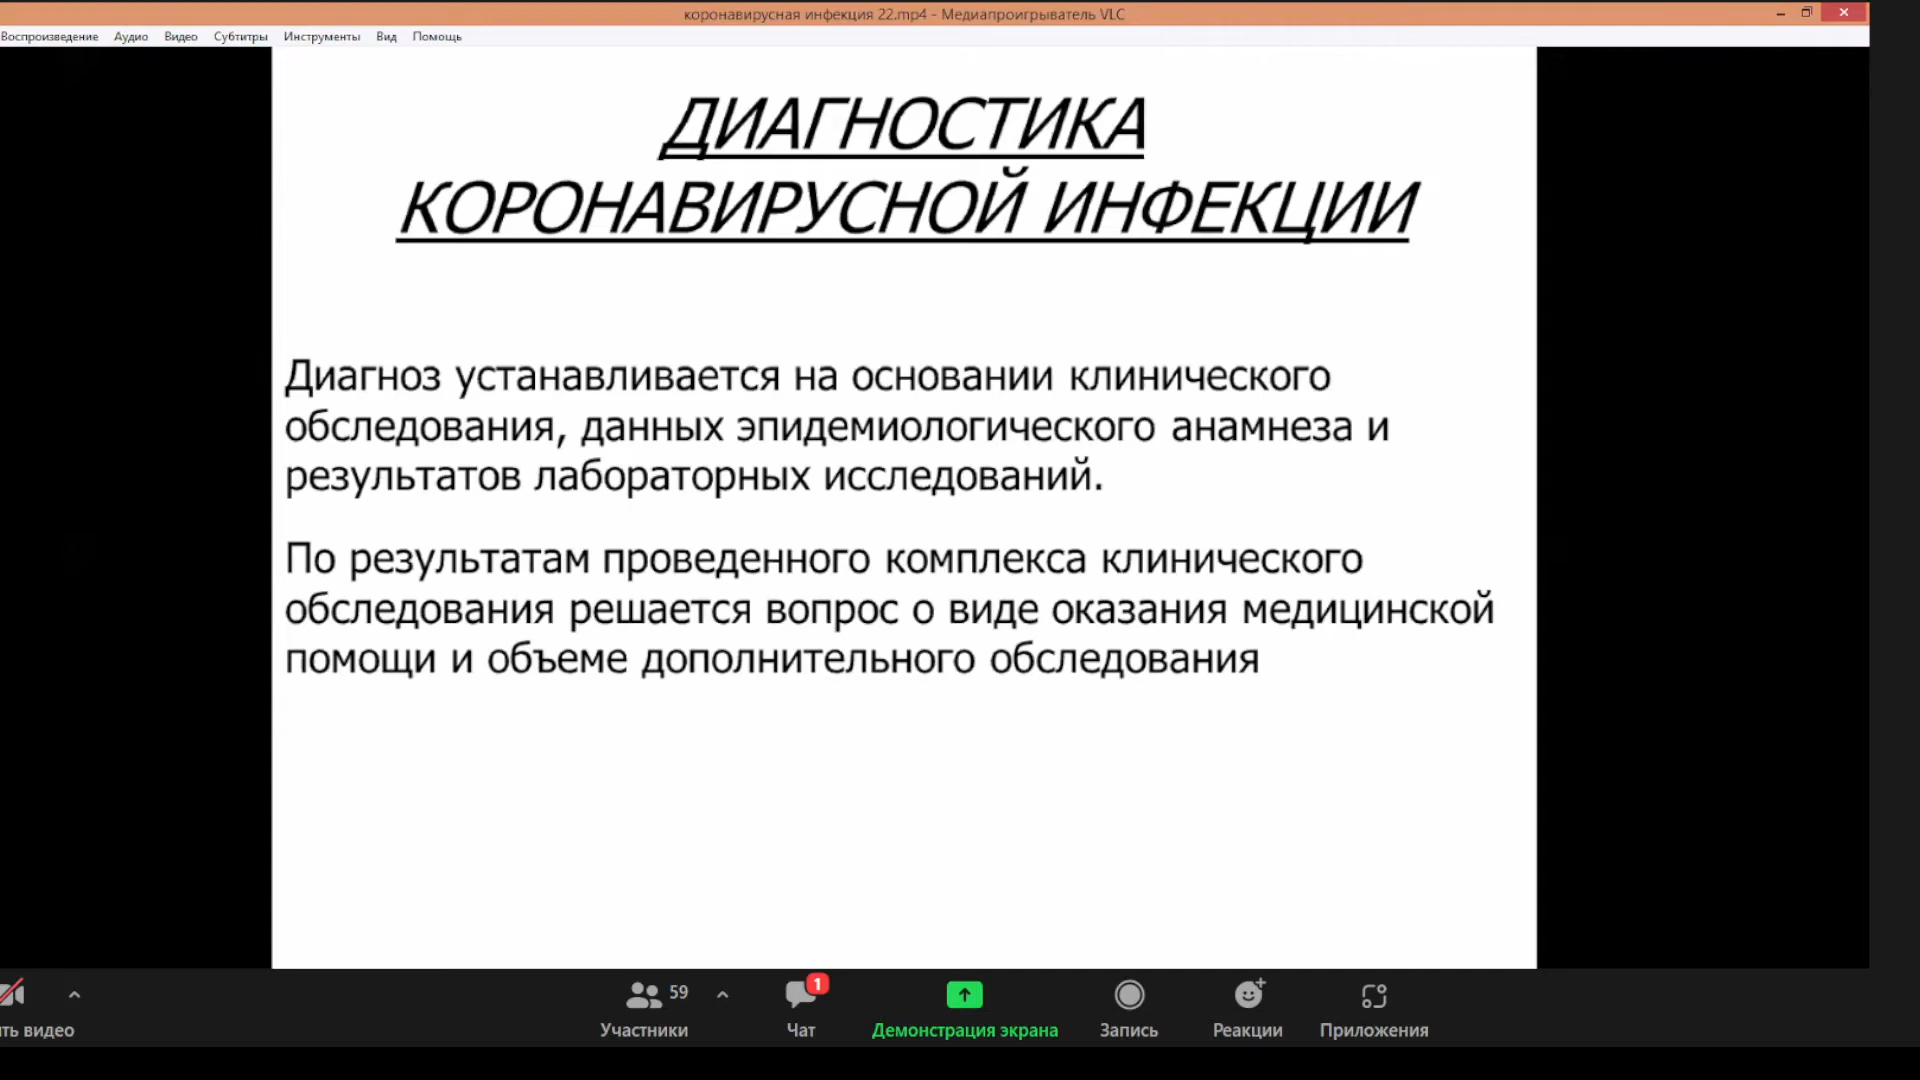 коронавирусная инфекция 22.mp4 - Медиапроигрыватель VLC
Воспроизведение Аудио Видео Субтитры Инструменты Вид Помощь
ДИАГНОСТИКА
КОРОНАВИРУСНОЙ ИНФЕКЦИИ
Диагноз устанавливается на основании клинического
обследования, данных эпидемиологического анамнеза и
результатов лабораторных исследований.
По результатам проведенного комплекса клинического
обследования решается вопрос о виде оказания медицинской
помощи и объеме дополнительного обследования
59 1
ть видео Участники Чат Демонстрация экрана Запись Реакции Приложения